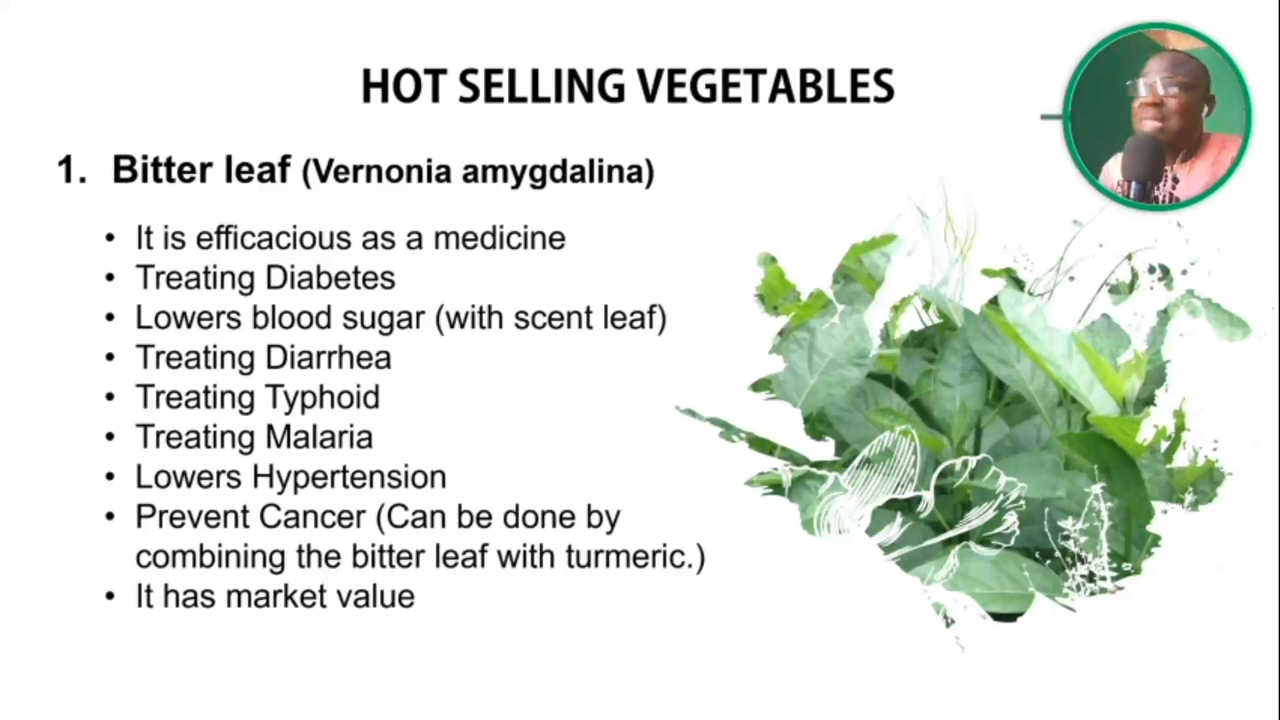 HOT SELLING VEGETABLES
1. Bitter leaf (Vernonia amygdalina)
• It is efficacious as a medicine
• Treating Diabetes
• Lowers blood sugar (with scent leaf)
• Treating Diarrhea
• Treating Typhoid
• Treating Malaria
• Lowers Hypertension
• Prevent Cancer (Can be done by
combining the bitter leaf with turmeric.)
• It has market value